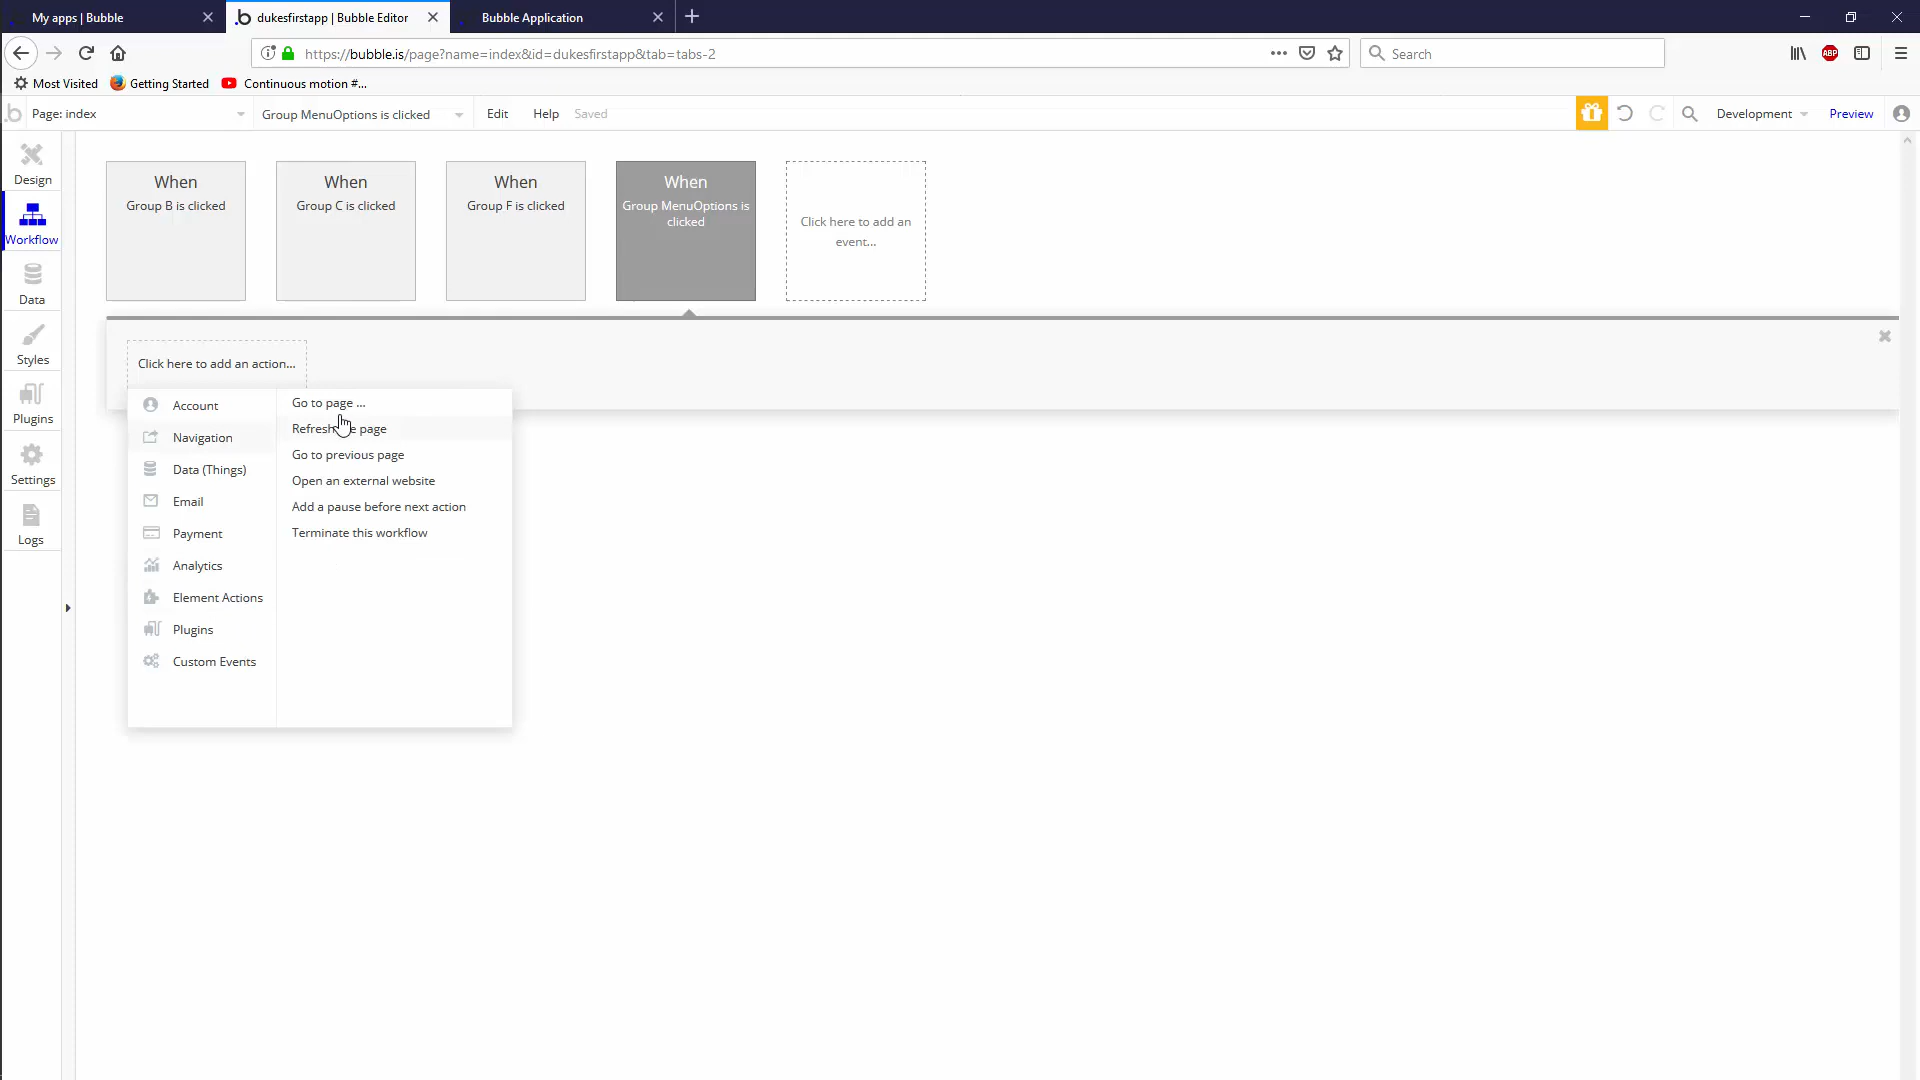 My apps | Bubble
dukesfirstapp | Bubble Editor
Bubble Application
https://bubble.is/page?name=index&id=dukesfirstapp&tab=tabs-2
Search
ABP
Most Visited
Getting Started
Continuous motion #...
Page: index
Group MenuOptions is clicked
Edit
Help
Saved
Development
Preview
Design
Workflow
Data
Styles
Plugins
Settings
Logs
When
Group B is clicked
When
Group C is clicked
When
Group F is clicked
When
Group MenuOptions is
clicked
Click here to add an
event...
Click here to add an action...
Account
Navigation
Data (Things)
Email
Payment
Analytics
Element Actions
Plugins
Custom Events
Go to page ...
Refresh page
Go to previous page
Open an external website
Add a pause before next action
Terminate this workflow